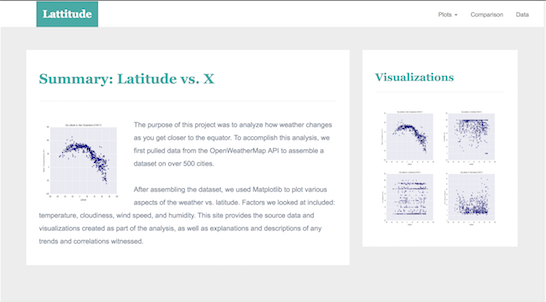 Lattitude
Plots
Comparison
Data
Summary: Latitude vs. X
The purpose of this project was to analyze how weather changes
as you get closer to the equator. To accomplish this analysis, we
first pulled data from the OpenWeatherMap API to assemble a
dataset on over 500 cities.
After assembling the dataset, we used Matplotlib to plot various
aspects of the weather vs. latitude. Factors we looked at included:
temperature, cloudiness, wind speed, and humidity. This site provides the source data and
visualizations created as part of the analysis, as well as explanations and descriptions of any
trends and correlations witnessed.
Visualizations